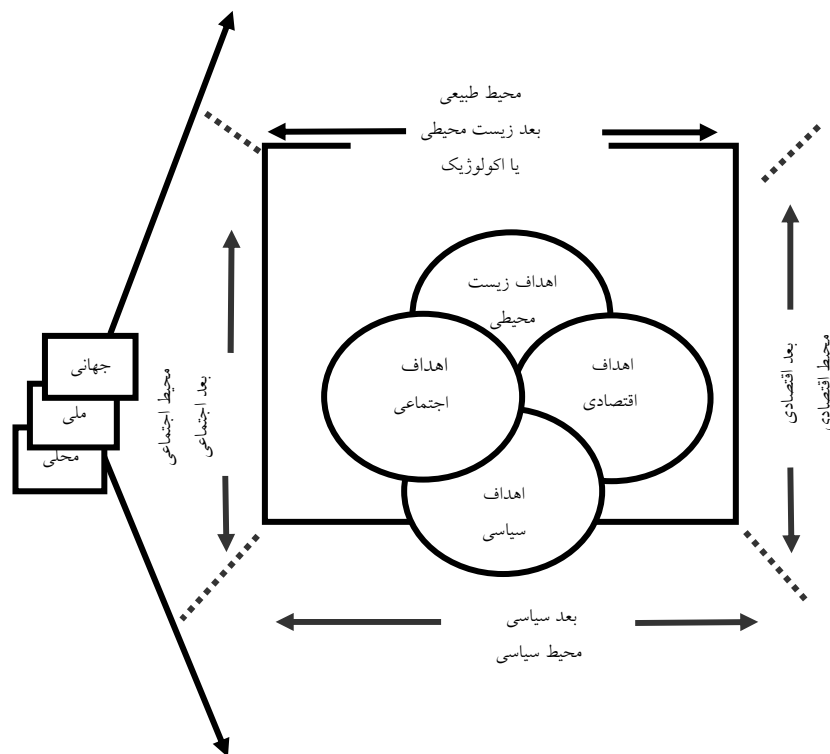 محیط طبیعی
بعد زیست محیطی
یا اکولوژیک
بعد اقتصادی
محیط اقتصادی
اهداف زیست
محیطی
اهداف
اقتصادی
اهداف
اجتماعی
اهداف
سیاسی
محیط اجتماعی
بعد اجتماعی
جهانی
ملی
محلی
بعد سیاسی
محیط سیاسی